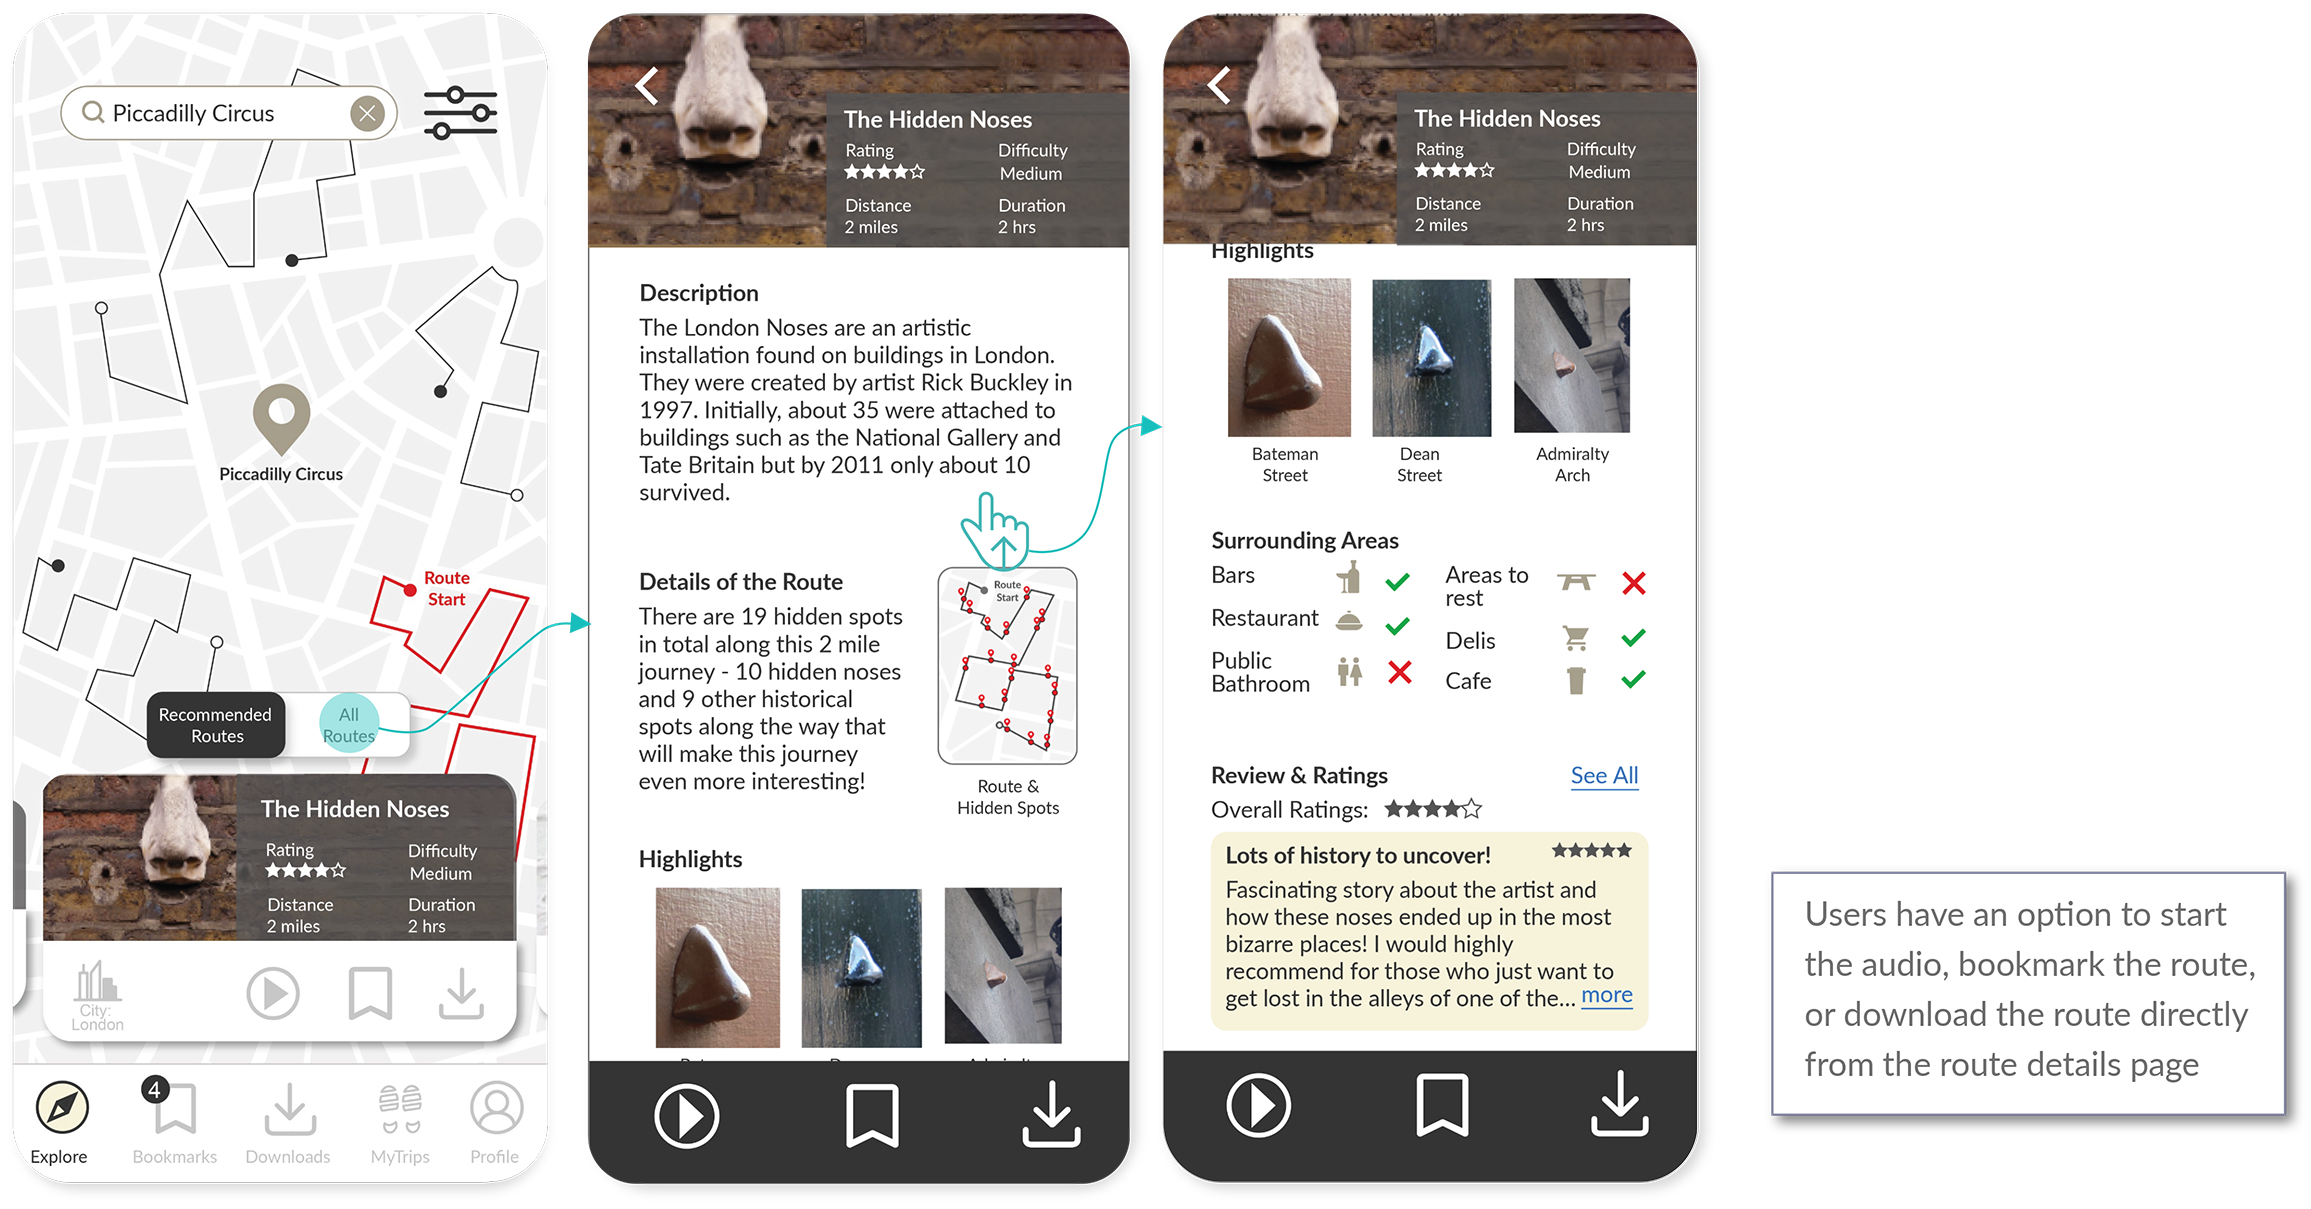 Piccadilly Circus
Piccadilly Circus
Route
Start
Recommended
Routes
All
Routes
The Hidden Noses
Rating
Difficulty
Medium
Distance
2 miles
Duration
2 hrs
City:
London
4
Explore
Bookmarks
Downloads
MyTrips
Profile
The Hidden Noses
Rating
Difficulty
Medium
Distance
2 miles
Duration
2 hrs
Description
The London Noses are an artistic
installation found on buildings in London.
They were created by artist Rick Buckley in
1997. Initially, about 35 were attached to
buildings such as the National Gallery and
Tate Britain but by 2011 only about 10
survived.
Details of the Route
There are 19 hidden spots
in total along this 2 mile
journey - 10 hidden noses
and 9 other historical
spots along the way that
will make this journey
even more interesting!
Route
Start
Route &
Hidden Spots
Highlights
The Hidden Noses
Rating
Difficulty
Medium
Distance
2 miles
Duration
2 hrs
Highlights
Bateman
Street
Dean
Street
Admiralty
Arch
Surrounding Areas
Bars
Restaurant
Public
Bathroom
Areas to
rest
Delis
Cafe
Review & Ratings
See All
Overall Ratings:
Lots of history to uncover!
Fascinating story about the artist and
how these noses ended up in the most
bizarre places! I would highly
recommend for those who just want to
get lost in the alleys of one of the... more
Users have an option to start
the audio, bookmark the route,
or download the route directly
from the route details page